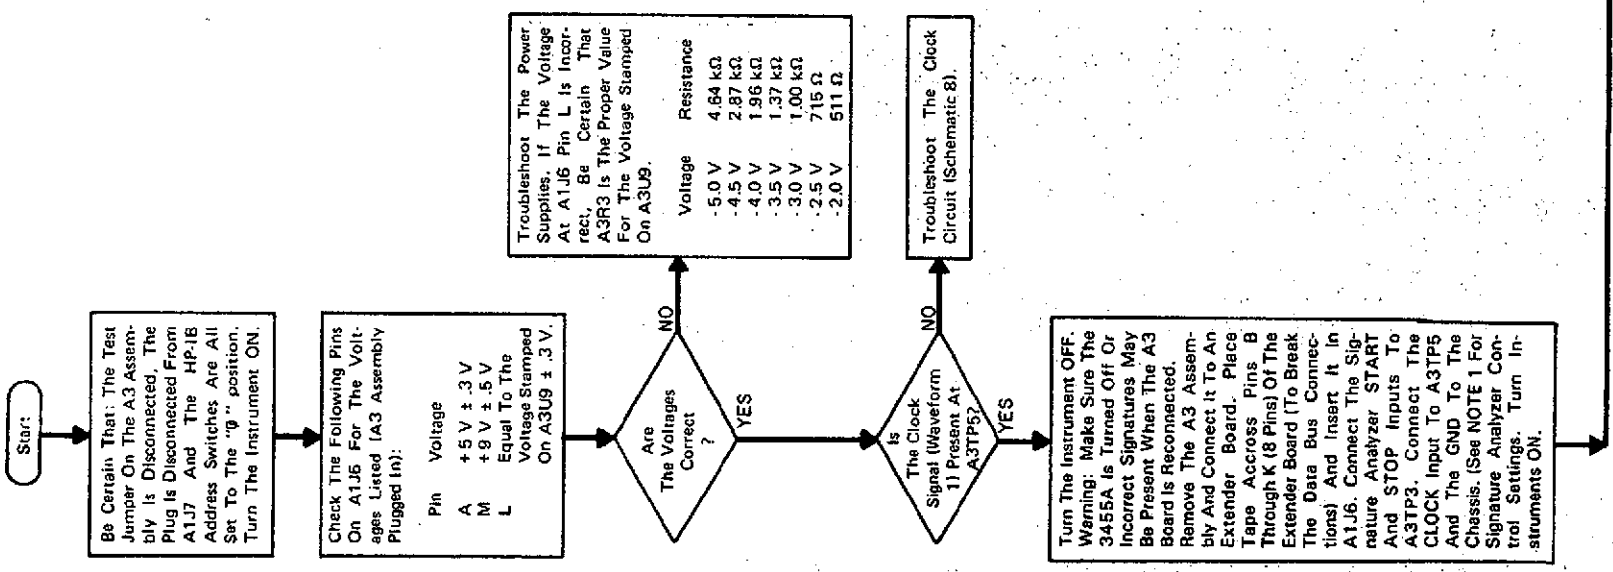 Start
Be Certain That: The Test
Jumper On The A3 Assem-
bly Is Disconnected, The
Plug Is Disconnected From
A1J7 And The HP-IB
Address Switches Are All
Set To The "0" position.
Turn The Instrument ON.
Check The Following Pins
On A1J6 For The Volt-
ages Listed (A3 Assembly
Plugged In):
Pin Voltage
A +5 V ± .3 V
M +9 V ± .5 V
L Equal To The
Voltage Stamped
On A3U9 ± .3 V.
Are
The Voltages
Correct
?
NO
YES
Troubleshoot The Power
Supplies. If The Voltage
At A1J6 Pin L Is Incor-
rect, Be Certain That
A3R3 Is The Proper Value
For The Voltage Stamped
On A3U9.
Voltage Resistance
-5.0 V 4.64 kΩ
-4.5 V 2.87 kΩ
-4.0 V 1.96 kΩ
-3.5 V 1.37 kΩ
-3.0 V 1.00 kΩ
-2.5 V 715 Ω
-2.0 V 511 Ω
Is
The Clock
Signal (Waveform
1) Present At
A3TP5?
NO
YES
Troubleshoot The Clock
Circuit (Schematic 8).
Turn The Instrument OFF.
Warning: Make Sure The
3455A Is Turned Off Or
Incorrect Signatures May
Be Present When The A3
Board Is Reconnected.
Remove The A3 Assem-
bly And Connect It To An
Extender Board. Place
Tape Accross Pins B
Through K (8 Pins) Of The
Extender Board (To Break
The Data Bus Connec-
tions) And Insert It In
A1J6. Connect The Sig-
nature Analyzer START
And STOP Inputs To
A3TP3. Connect The
CLOCK Input To A3TP5
And The GND To The
Chassis. (See NOTE 1 For
Signature Analyzer Con-
trol Settings. Turn In-
struments ON.